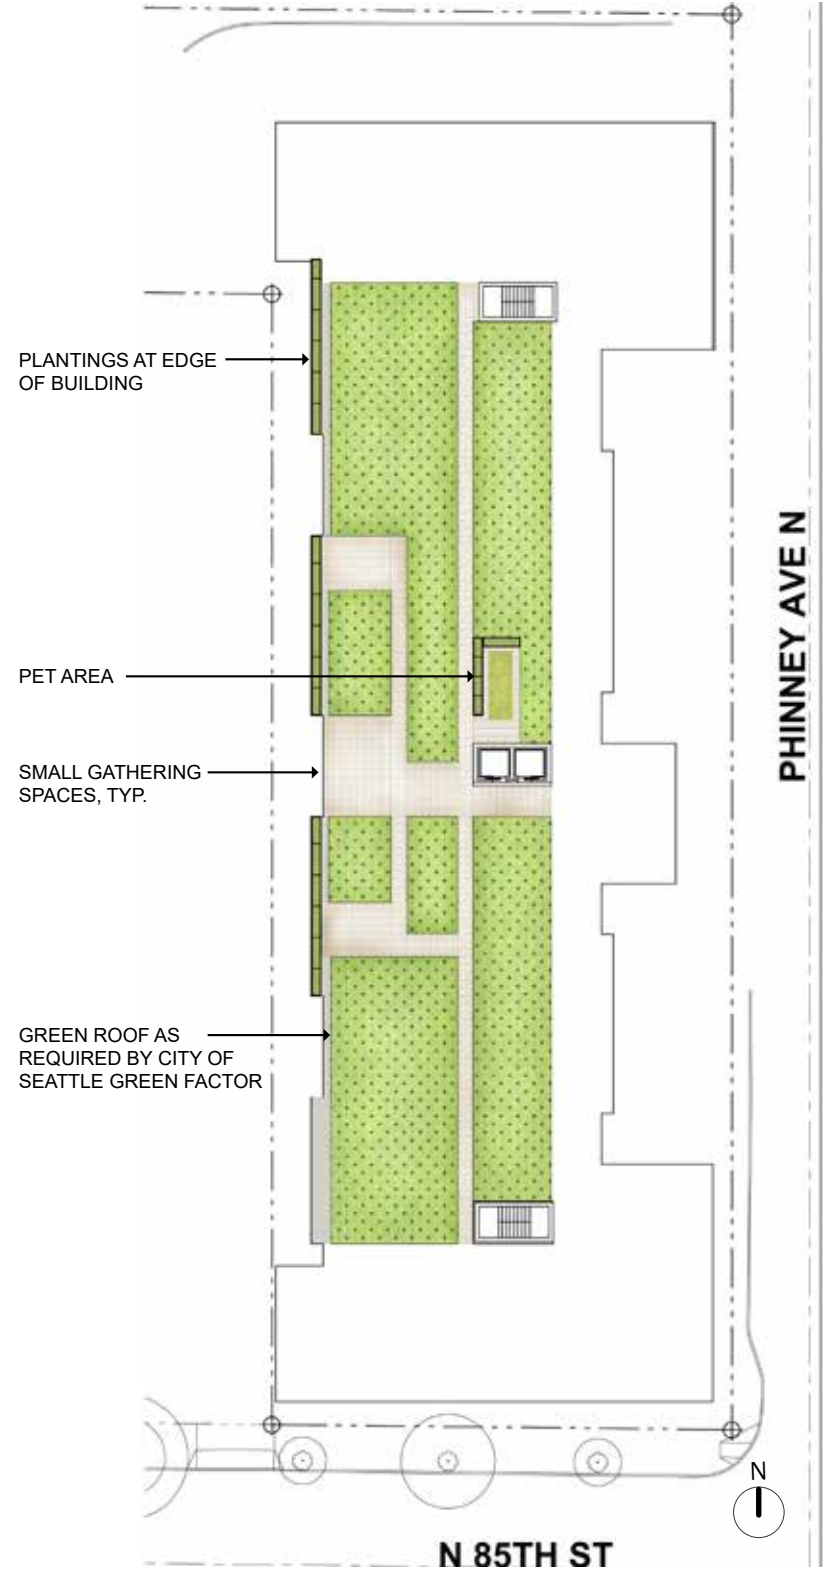 PLANTINGS AT EDGE
OF BUILDING
PHINNEY AVE N
PET AREA
SMALL GATHERING
SPACES, TYP.
GREEN ROOF AS
REQUIRED BY CITY OF
SEATTLE GREEN FACTOR
N
N 85TH ST